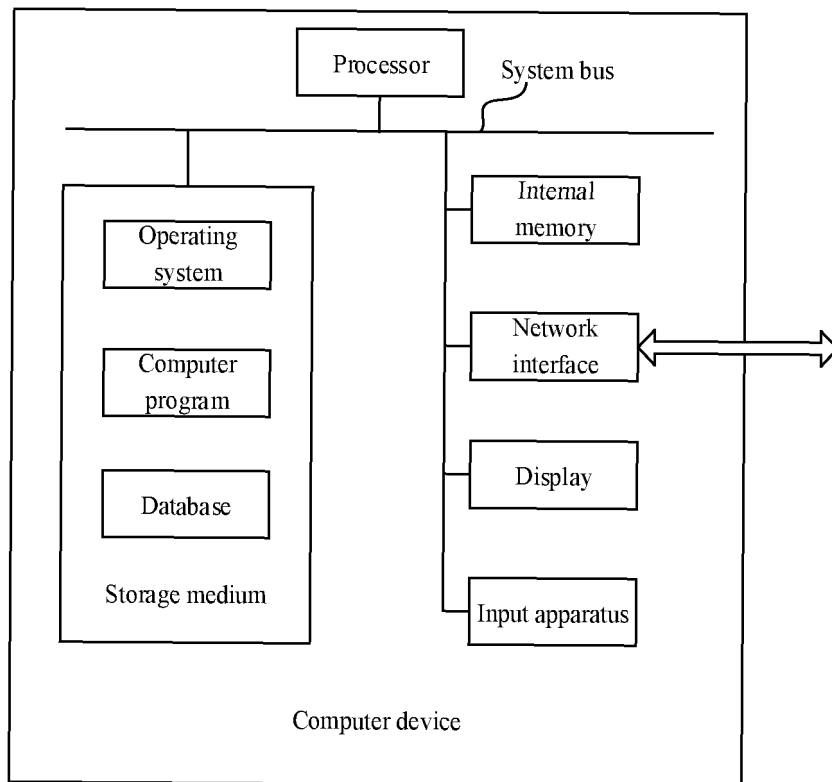 Processor
System bus
Operating
system
Computer
program
Database
Storage medium
Internal
memory
Network
interface
Display
Input apparatus
Computer device